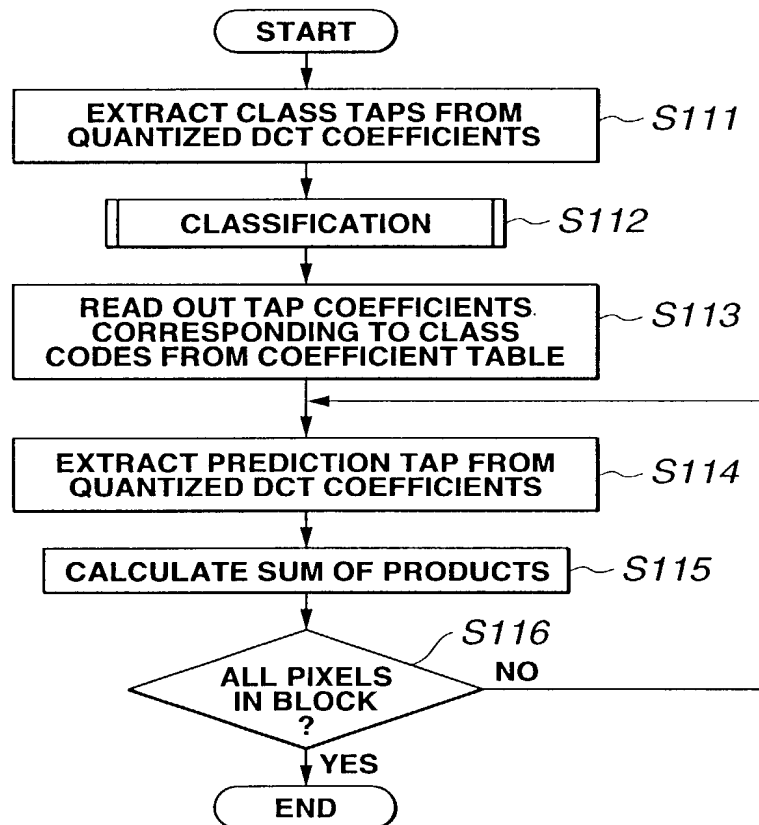 START
EXTRACT CLASS TAPS FROM
QUANTIZED DCT COEFFICIENTS
S111
CLASSIFICATION
S112
READ OUT TAP COEFFICIENTS
CORRESPONDING TO CLASS
CODES FROM COEFFICIENT TABLE
S113
EXTRACT PREDICTION TAP FROM
QUANTIZED DCT COEFFICIENTS
S114
CALCULATE SUM OF PRODUCTS
S115
S116
ALL PIXELS
IN BLOCK
?
NO
YES
END